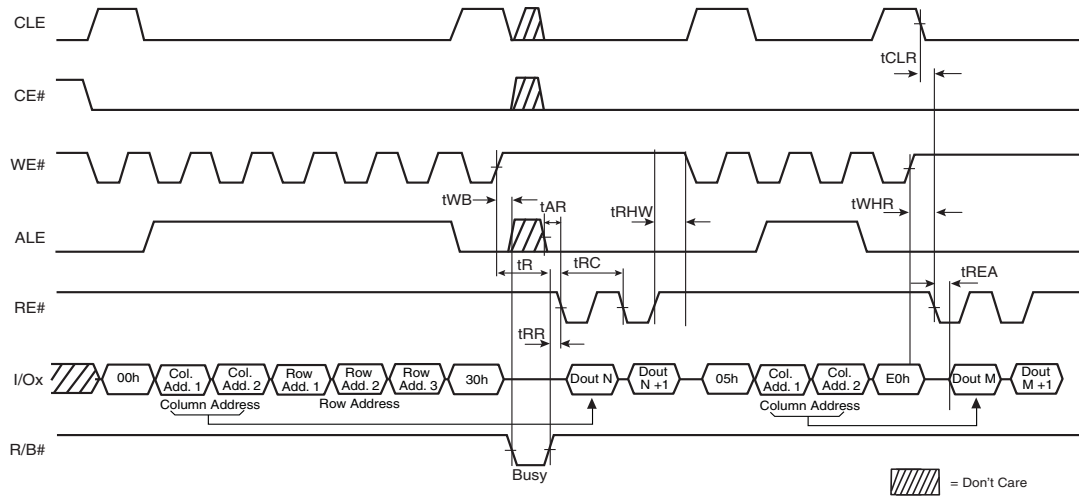 CLE
tCLR
CE#
WE#
tWB
tAR
tRHW
tWHR
ALE
tR
tRC
tREA
RE#
tRR
I/Ox
00h
Col. Add. 1
Col. Add. 2
Row Add. 1
Row Add. 2
Row Add. 3
30h
Dout N
Dout N +1
05h
Col. Add. 1
Col. Add. 2
E0h
Dout M
Dout M +1
Column Address
Row Address
Column Address
R/B#
Busy
= Don't Care